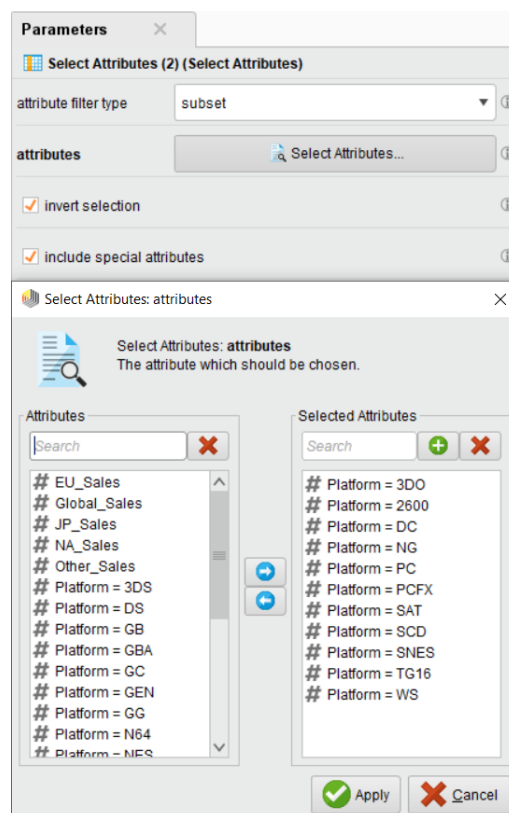 Parameters
Select Attributes (2) (Select Attributes)
attribute filter type
subset
attributes
Select Attributes...
invert selection
include special attributes
Select Attributes: attributes
Select Attributes: attributes
The attribute which should be chosen.
Attributes
Search
EU_Sales
Global_Sales
JP_Sales
NA_Sales
Other_Sales
Platform = 3DS
Platform = DS
Platform = GB
Platform = GBA
Platform = GC
Platform = GEN
Platform = GG
Platform = N64
Platform = NES
Selected Attributes
Search
Platform = 3DO
Platform = 2600
Platform = DC
Platform = NG
Platform = PC
Platform = PCFX
Platform = SAT
Platform = SCD
Platform = SNES
Platform = TG16
Platform = WS
Apply
Cancel